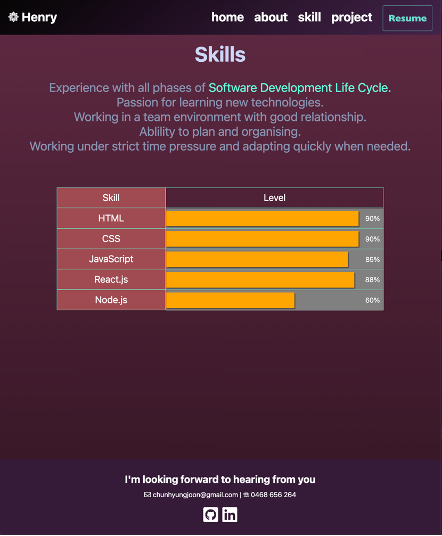 Henry
home about skill project Resume
Skills
Experience with all phases of Software Development Life Cycle.
Passion for learning new technologies.
Working in a team environment with good relationship.
Ablility to plan and organising.
Working under strict time pressure and adapting quickly when needed.
Skill Level
HTML 90%
CSS 90%
JavaScript 85%
React.js 88%
Node.js 60%
I'm looking forward to hearing from you
chunhyungjoon@gmail.com | ☎ 0468 656 264
in